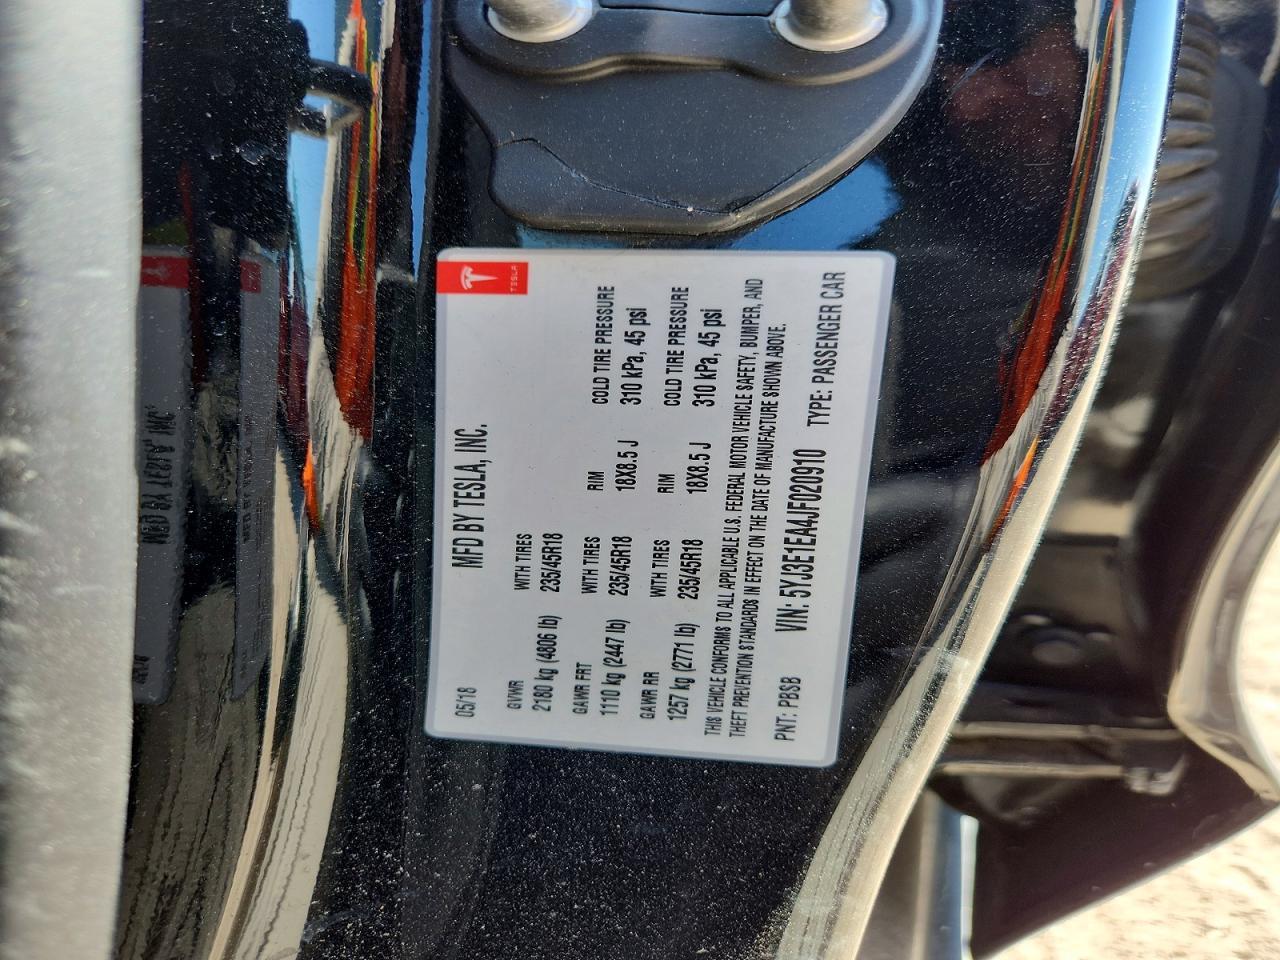 TESLA
05/18
MFD BY TESLA, INC.
GVWR
2180 kg (4806 lb)
WITH TIRES
235/45R18
RIM
18X8.5 J
COLD TIRE PRESSURE
310 kPa, 45 psi
GAWR FRT
1110 kg (2447 lb)
WITH TIRES
235/45R18
RIM
18X8.5 J
COLD TIRE PRESSURE
310 kPa, 45 psi
GAWR RR
1257 kg (2771 lb)
WITH TIRES
235/45R18
THIS VEHICLE CONFORMS TO ALL APPLICABLE U.S. FEDERAL MOTOR VEHICLE SAFETY, BUMPER, AND
THEFT PREVENTION STANDARDS IN EFFECT ON THE DATE OF MANUFACTURE SHOWN ABOVE.
PNT: PBSB
VIN: 5YJ3E1EA4JF020910
TYPE: PASSENGER CAR